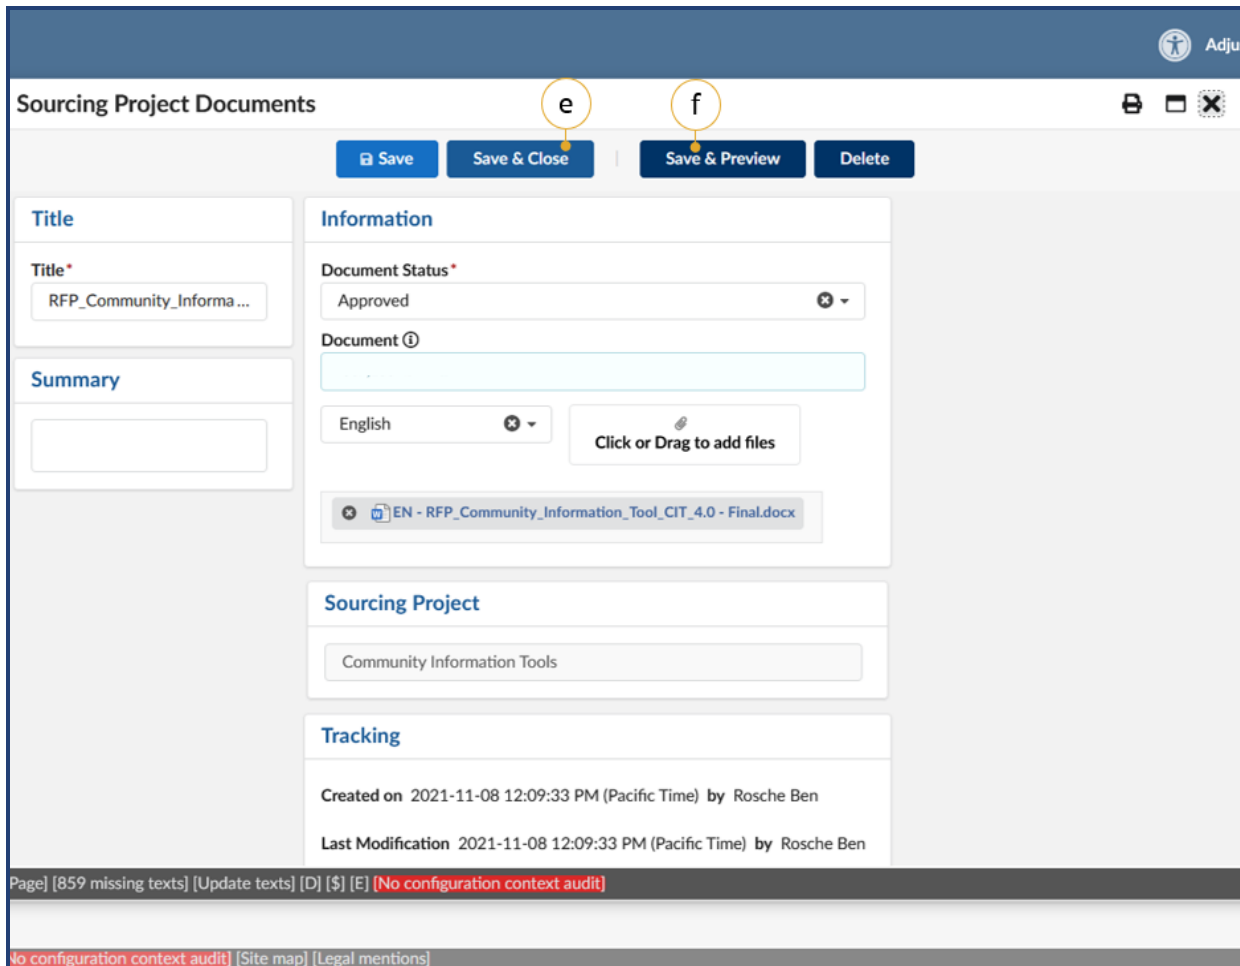 Adju
Sourcing Project Documents
e
f
Save
Save & Close
Save & Preview
Delete
Title
Title*
RFP_Community_Informa ...
Summary
Information
Document Status*
Approved
Document
English
Click or Drag to add files
EN - RFP_Community_Information_Tool_CIT_4.0 - Final.docx
Sourcing Project
Community Information Tools
Tracking
Created on 2021-11-08 12:09:33 PM (Pacific Time) by Rosche Ben
Last Modification 2021-11-08 12:09:33 PM (Pacific Time) by Rosche Ben
Page] [859 missing texts] [Update texts] [D] [$] [E] [No configuration context audit]
No configuration context audit] [Site map] [Legal mentions]